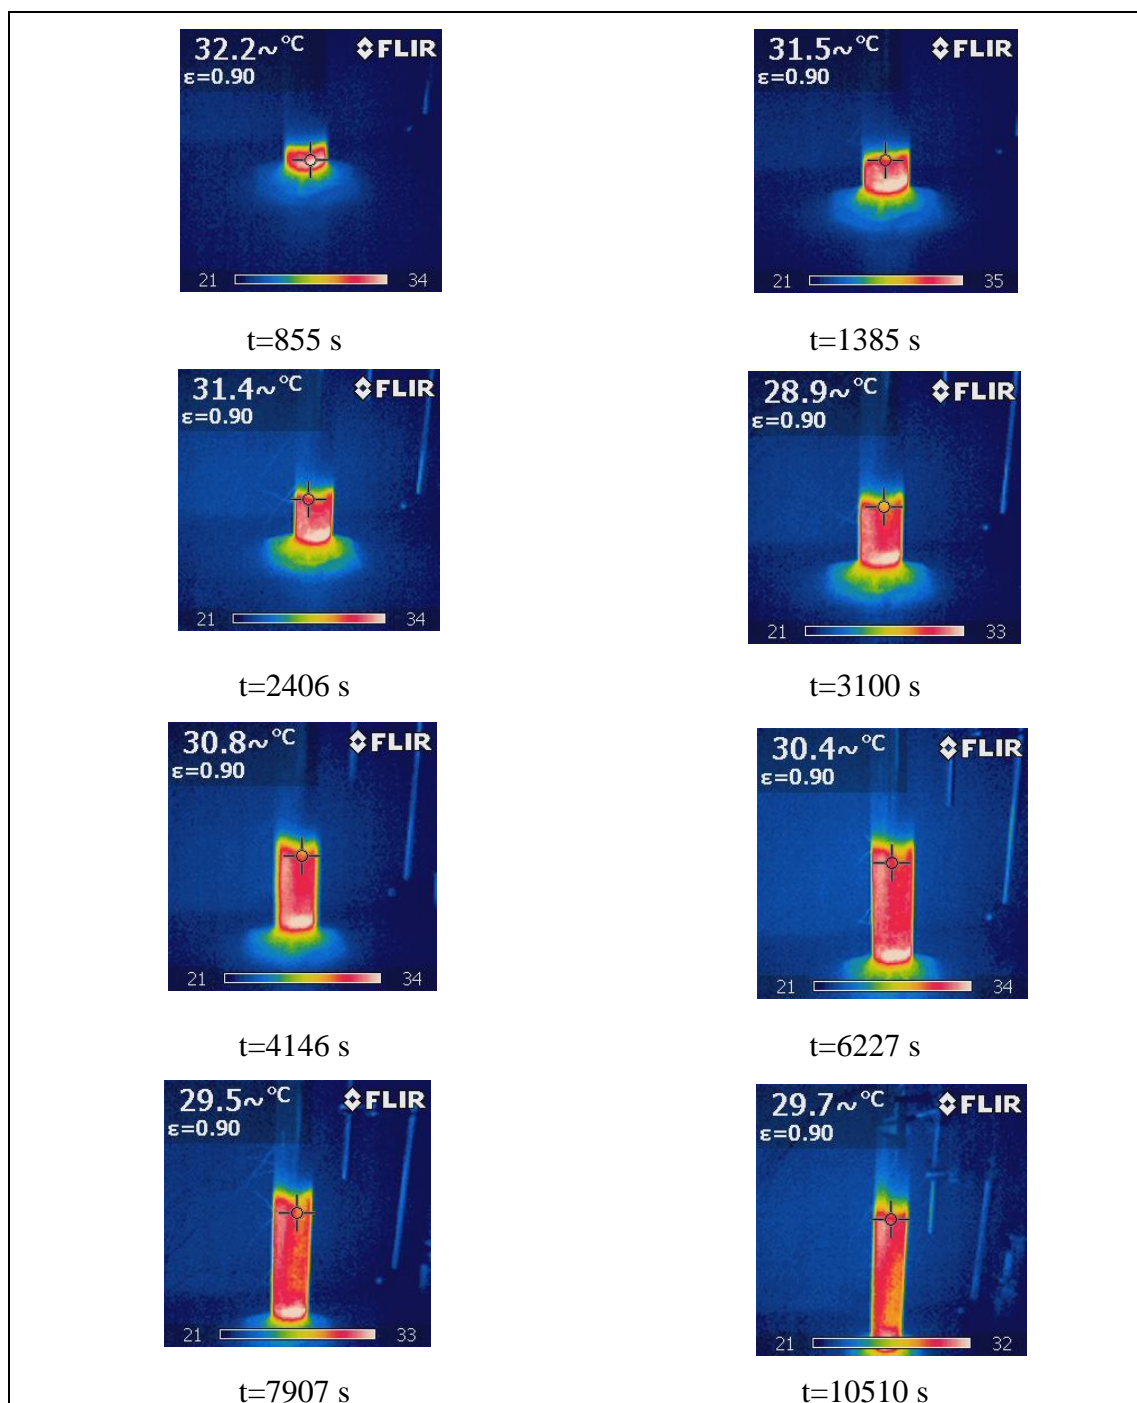 32.2~°C FLIR
ε=0.90
21 34
t=855 s
31.5~°C FLIR
ε=0.90
21 35
t=1385 s
31.4~°C FLIR
ε=0.90
21 34
t=2406 s
28.9~°C FLIR
ε=0.90
21 33
t=3100 s
30.8~°C FLIR
ε=0.90
21 34
t=4146 s
30.4~°C FLIR
ε=0.90
21 34
t=6227 s
29.5~°C FLIR
ε=0.90
21 33
t=7907 s
29.7~°C FLIR
ε=0.90
21 32
t=10510 s